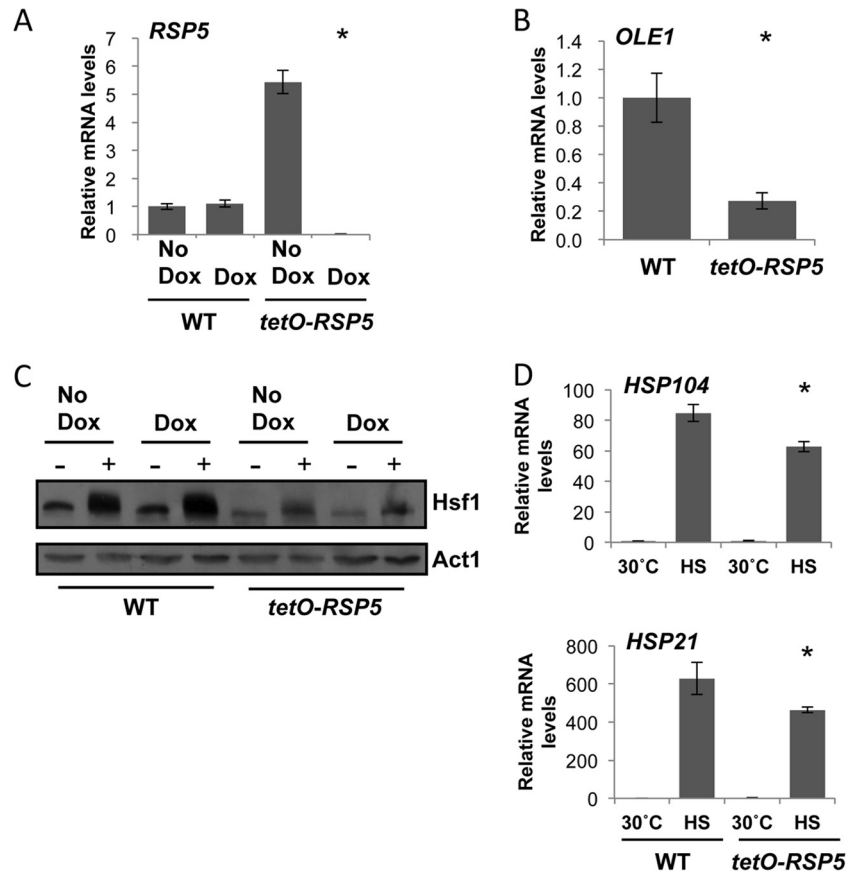 A
RSP5
*
Relative mRNA levels
7
6
5
4
3
2
1
0
No Dox
Dox
No Dox
Dox
WT
tetO-RSP5
B
OLE1
*
Relative mRNA levels
1.4
1.2
1.0
0.8
0.6
0.4
0.2
0.0
WT
tetO-RSP5
C
No Dox
Dox
No Dox
Dox
- + - + - + - +
Hsf1
Act1
WT
tetO-RSP5
D
HSP104
*
Relative mRNA levels
100
80
60
40
20
0
30˚C HS 30˚C HS
HSP21
*
Relative mRNA levels
800
600
400
200
0
30˚C HS 30˚C HS
WT
tetO-RSP5